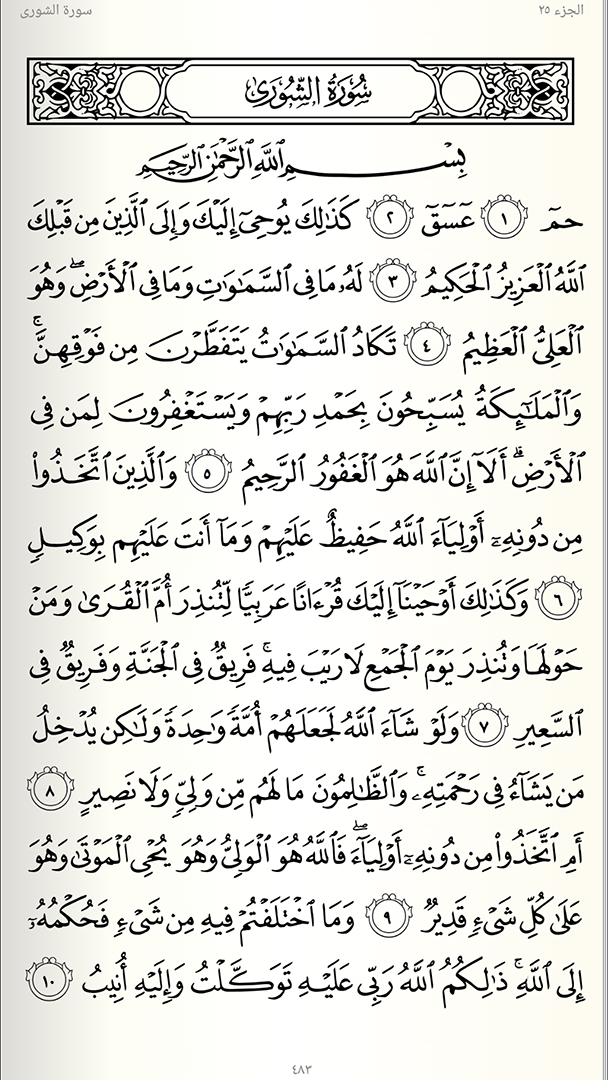 الجزء ٢٥
سورة الشورى
سُورَةُ الشُّورَىٰ
بِسْمِ ٱللَّهِ ٱلرَّحْمَٰنِ ٱلرَّحِيمِ
حمٓ ١ عٓسٓقٓ ٢ كَذَٰلِكَ يُوحِىٓ إِلَيْكَ وَإِلَى ٱلَّذِينَ مِن قَبْلِكَ
ٱللَّهُ ٱلْعَزِيزُ ٱلْحَكِيمُ ٣ لَهُۥ مَا فِى ٱلسَّمَٰوَٰتِ وَمَا فِى ٱلْأَرْضِ ۖ وَهُوَ
ٱلْعَلِىُّ ٱلْعَظِيمُ ٤ تَكَادُ ٱلسَّمَٰوَٰتُ يَتَفَطَّرْنَ مِن فَوْقِهِنَّ ۚ
وَٱلْمَلَٰٓئِكَةُ يُسَبِّحُونَ بِحَمْدِ رَبِّهِمْ وَيَسْتَغْفِرُونَ لِمَن فِى
ٱلْأَرْضِ ۗ أَلَآ إِنَّ ٱللَّهَ هُوَ ٱلْغَفُورُ ٱلرَّحِيمُ ٥ وَٱلَّذِينَ ٱتَّخَذُوا۟
مِن دُونِهِۦٓ أَوْلِيَآءَ ٱللَّهُ حَفِيظٌ عَلَيْهِمْ وَمَآ أَنتَ عَلَيْهِم بِوَكِيلٍ
٦ وَكَذَٰلِكَ أَوْحَيْنَآ إِلَيْكَ قُرْءَانًا عَرَبِيًّا لِّتُنذِرَ أُمَّ ٱلْقُرَىٰ وَمَنْ
حَوْلَهَا وَتُنذِرَ يَوْمَ ٱلْجَمْعِ لَا رَيْبَ فِيهِ ۚ فَرِيقٌ فِى ٱلْجَنَّةِ وَفَرِيقٌ فِى
ٱلسَّعِيرِ ٧ وَلَوْ شَآءَ ٱللَّهُ لَجَعَلَهُمْ أُمَّةً وَٰحِدَةً وَلَٰكِن يُدْخِلُ
مَن يَشَآءُ فِى رَحْمَتِهِۦ ۚ وَٱلظَّٰلِمُونَ مَا لَهُم مِّن وَلِىٍّ وَلَا نَصِيرٍ ٨
أَمِ ٱتَّخَذُوا۟ مِن دُونِهِۦٓ أَوْلِيَآءَ ۖ فَٱللَّهُ هُوَ ٱلْوَلِىُّ وَهُوَ يُحْىِ ٱلْمَوْتَىٰ وَهُوَ
عَلَىٰ كُلِّ شَىْءٍ قَدِيرٌ ٩ وَمَا ٱخْتَلَفْتُمْ فِيهِ مِن شَىْءٍ فَحُكْمُهُۥٓ
إِلَى ٱللَّهِ ۚ ذَٰلِكُمُ ٱللَّهُ رَبِّى عَلَيْهِ تَوَكَّلْتُ وَإِلَيْهِ أُنِيبُ ١٠
٤٨٣